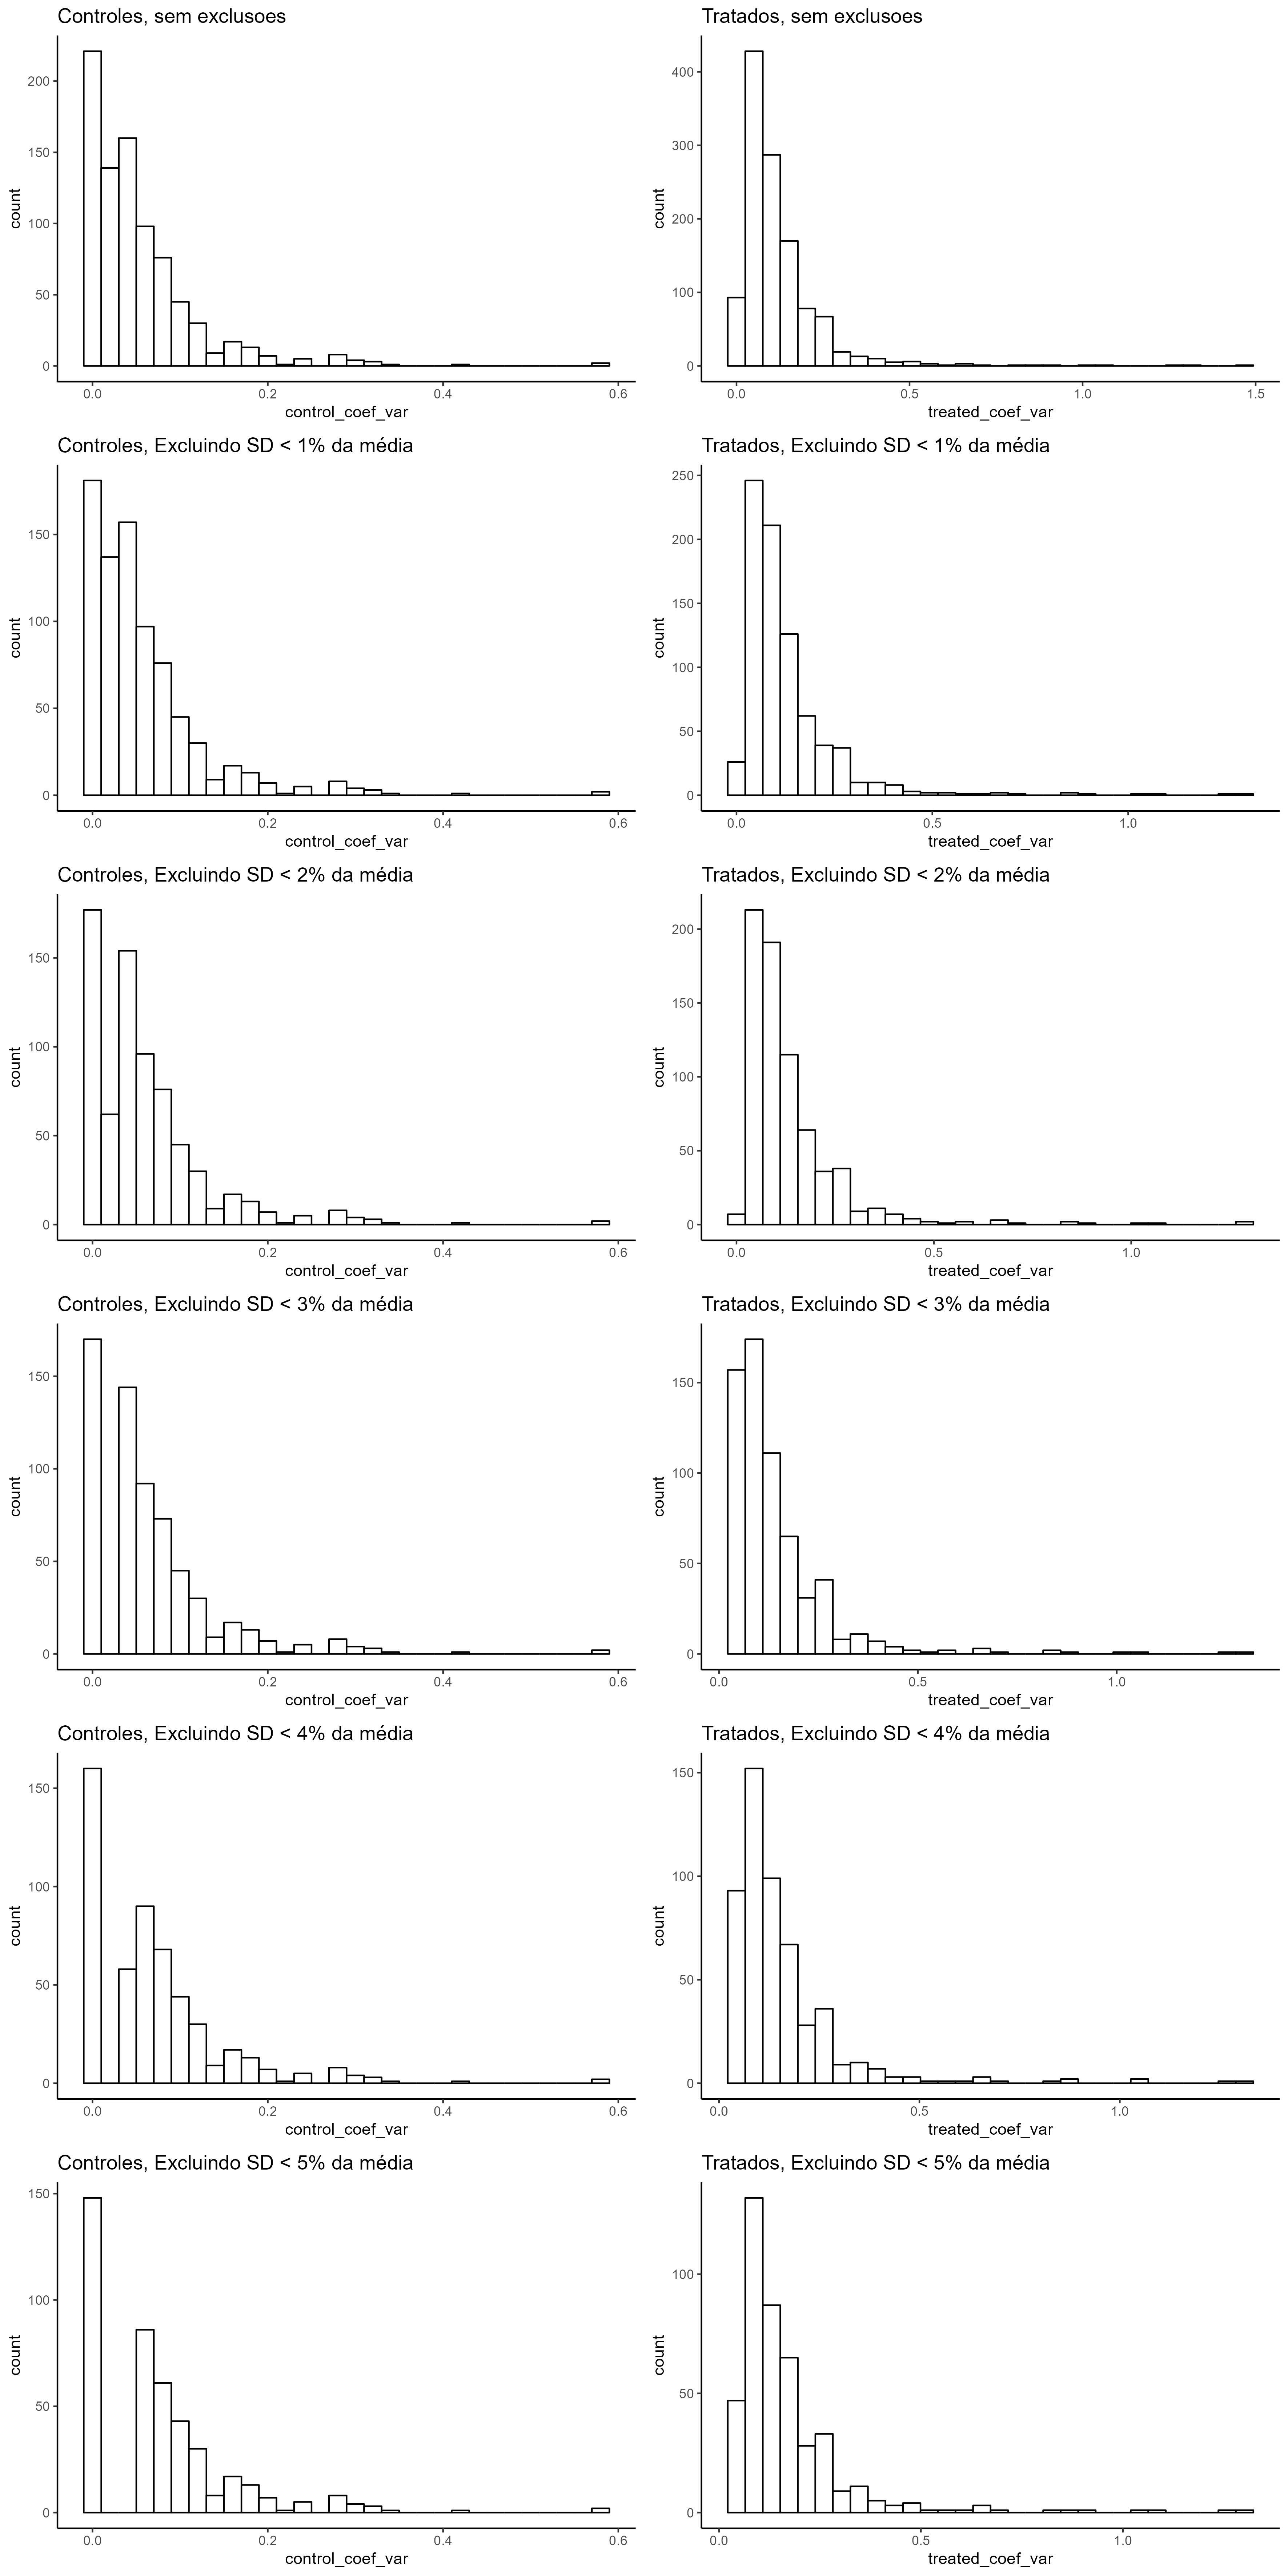 Controles, sem exclusoes
count
200
150
100
50
0
0.0 0.2 0.4 0.6
control_coef_var
Tratados, sem exclusoes
count
400
300
200
100
0
0.0 0.5 1.0 1.5
treated_coef_var
Controles, Excluindo SD < 1% da média
count
150
100
50
0
0.0 0.2 0.4 0.6
control_coef_var
Tratados, Excluindo SD < 1% da média
count
250
200
150
100
50
0
0.0 0.5 1.0
treated_coef_var
Controles, Excluindo SD < 2% da média
count
150
100
50
0
0.0 0.2 0.4 0.6
control_coef_var
Tratados, Excluindo SD < 2% da média
count
200
150
100
50
0
0.0 0.5 1.0
treated_coef_var
Controles, Excluindo SD < 3% da média
count
150
100
50
0
0.0 0.2 0.4 0.6
control_coef_var
Tratados, Excluindo SD < 3% da média
count
150
100
50
0
0.0 0.5 1.0
treated_coef_var
Controles, Excluindo SD < 4% da média
count
150
100
50
0
0.0 0.2 0.4 0.6
control_coef_var
Tratados, Excluindo SD < 4% da média
count
150
100
50
0
0.0 0.5 1.0
treated_coef_var
Controles, Excluindo SD < 5% da média
count
150
100
50
0
0.0 0.2 0.4 0.6
control_coef_var
Tratados, Excluindo SD < 5% da média
count
100
50
0
0.0 0.5 1.0
treated_coef_var